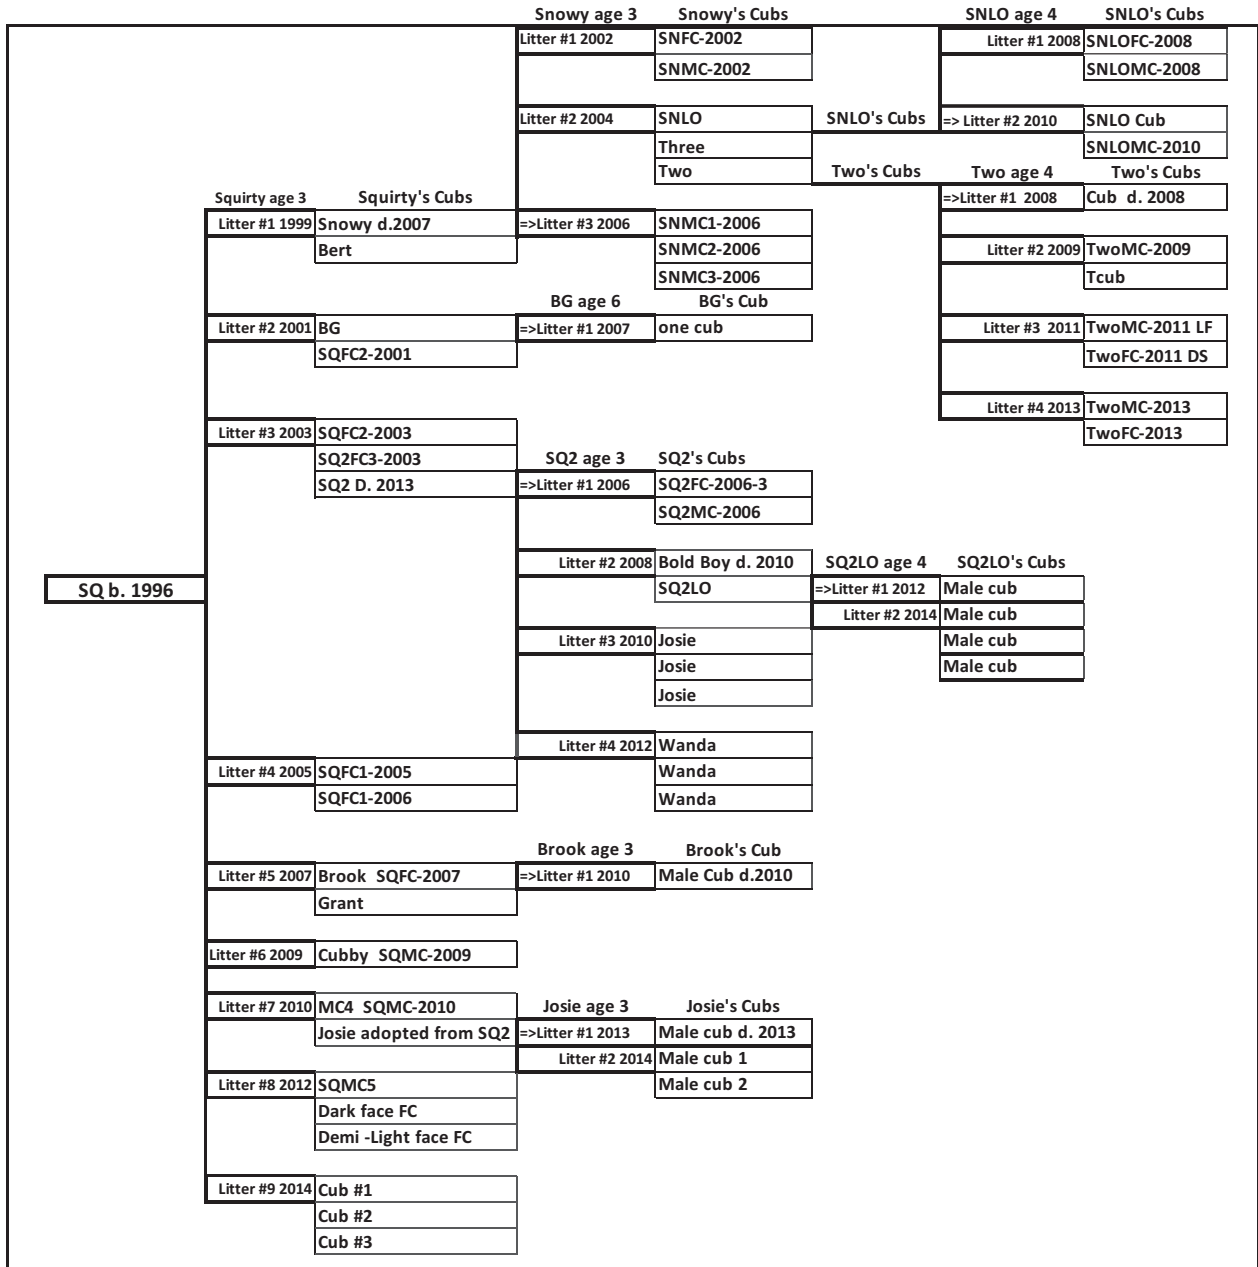 Snowy age 3 Snowy's Cubs SNLO age 4 SNLO's Cubs
Litter #1 2002 SNFC-2002 Litter #1 2008 SNLOFC-2008
SNMC-2002 SNLOMC-2008
Litter #2 2004 SNLO SNLO's Cubs => Litter #2 2010 SNLO Cub
Three SNLOMC-2010
Two Two's Cubs Two age 4 Two's Cubs
Squirty age 3 Squirty's Cubs =>Litter #1 2008 Cub d. 2008
Litter #1 1999 Snowy d.2007 =>Litter #3 2006 SNMC1-2006
Bert SNMC2-2006 Litter #2 2009 TwoMC-2009
SNMC3-2006 Tcub
BG age 6 BG's Cub
Litter #2 2001 BG =>Litter #1 2007 one cub Litter #3 2011 TwoMC-2011 LF
SQFC2-2001 TwoFC-2011 DS
Litter #4 2013 TwoMC-2013
Litter #3 2003 SQFC2-2003 TwoFC-2013
SQ2FC3-2003 SQ2 age 3 SQ2's Cubs
SQ2 D. 2013 =>Litter #1 2006 SQ2FC-2006-3
SQ2MC-2006
Litter #2 2008 Bold Boy d. 2010 SQ2LO age 4 SQ2LO's Cubs
SQ b. 1996 SQ2LO =>Litter #1 2012 Male cub
Litter #2 2014 Male cub
Litter #3 2010 Josie Male cub
Josie Male cub
Josie
Litter #4 2012 Wanda
Litter #4 2005 SQFC1-2005 Wanda
SQFC1-2006 Wanda
Brook age 3 Brook's Cub
Litter #5 2007 Brook SQFC-2007 =>Litter #1 2010 Male Cub d.2010
Grant
Litter #6 2009 Cubby SQMC-2009
Litter #7 2010 MC4 SQMC-2010 Josie age 3 Josie's Cubs
Josie adopted from SQ2 =>Litter #1 2013 Male cub d. 2013
Litter #2 2014 Male cub 1
Litter #8 2012 SQMC5 Male cub 2
Dark face FC
Demi -Light face FC
Litter #9 2014 Cub #1
Cub #2
Cub #3